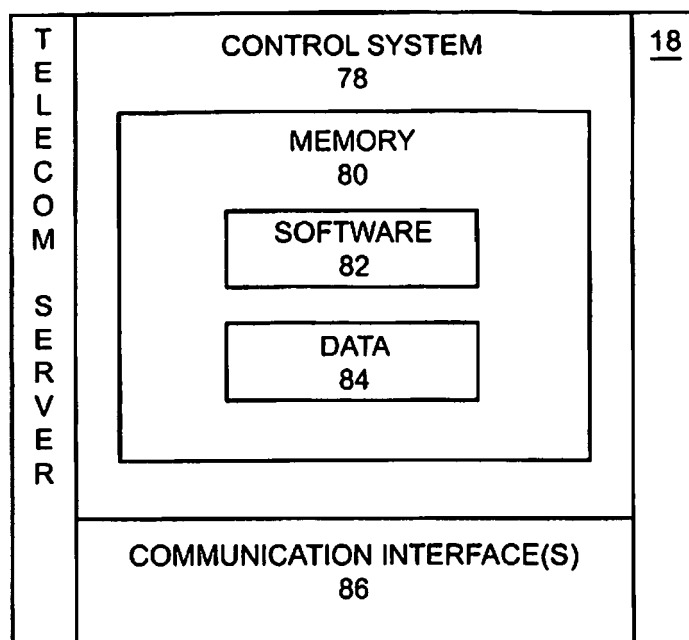 TELECOM SERVER
CONTROL SYSTEM
78
18
MEMORY
80
SOFTWARE
82
DATA
84
COMMUNICATION INTERFACE(S)
86